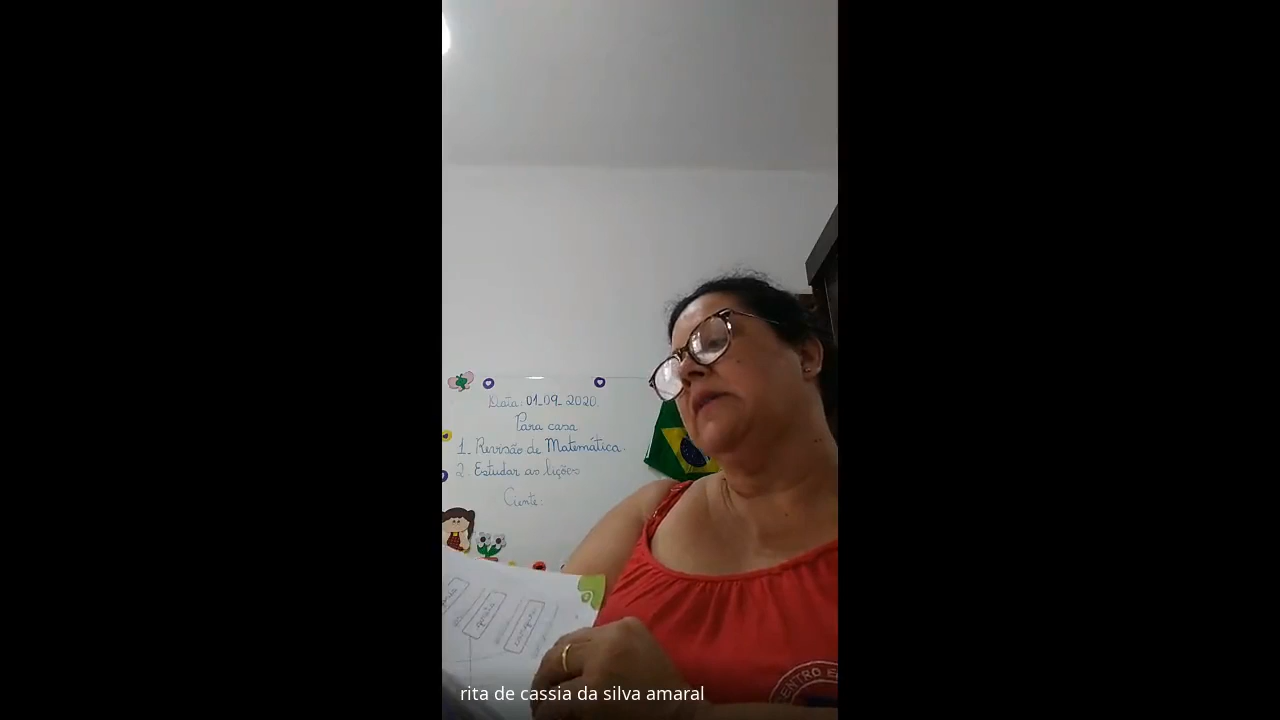 Data: 01-09-2020.
Para casa
1- Revisão de Matemática.
2. Estudar as lições
Ciente:
CENTRO E
rita de cassia da silva amaral